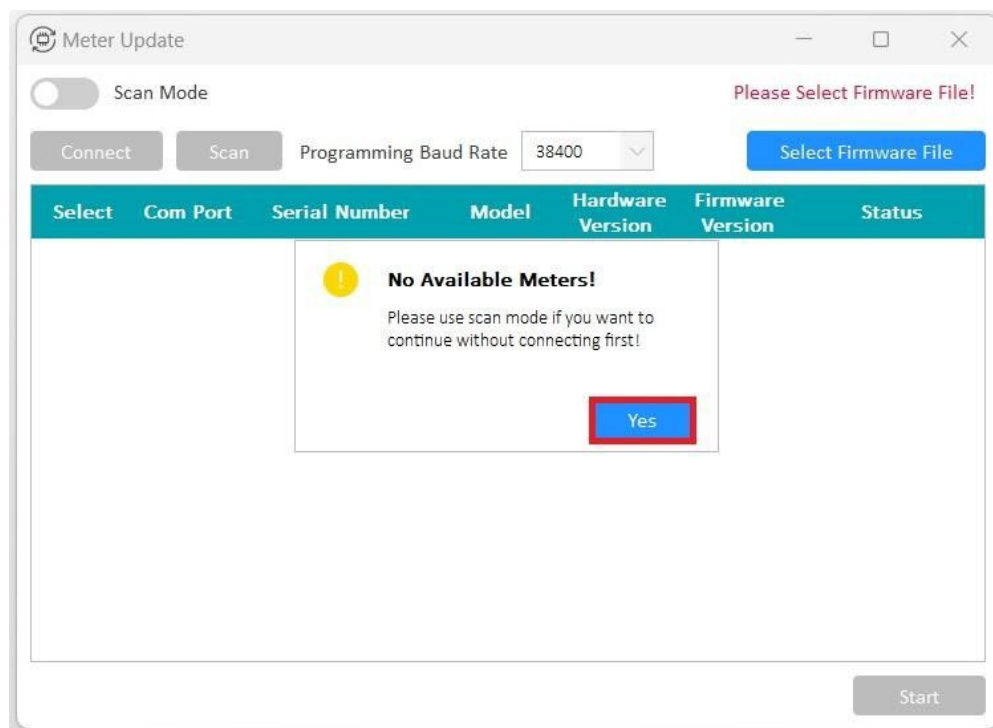 Meter Update
Scan Mode
Please Select Firmware File!
Connect
Scan
Programming Baud Rate
38400
Select Firmware File
Select
Com Port
Serial Number
Model
Hardware
Version
Firmware
Version
Status
No Available Meters!
Please use scan mode if you want to
continue without connecting first!
Yes
Start